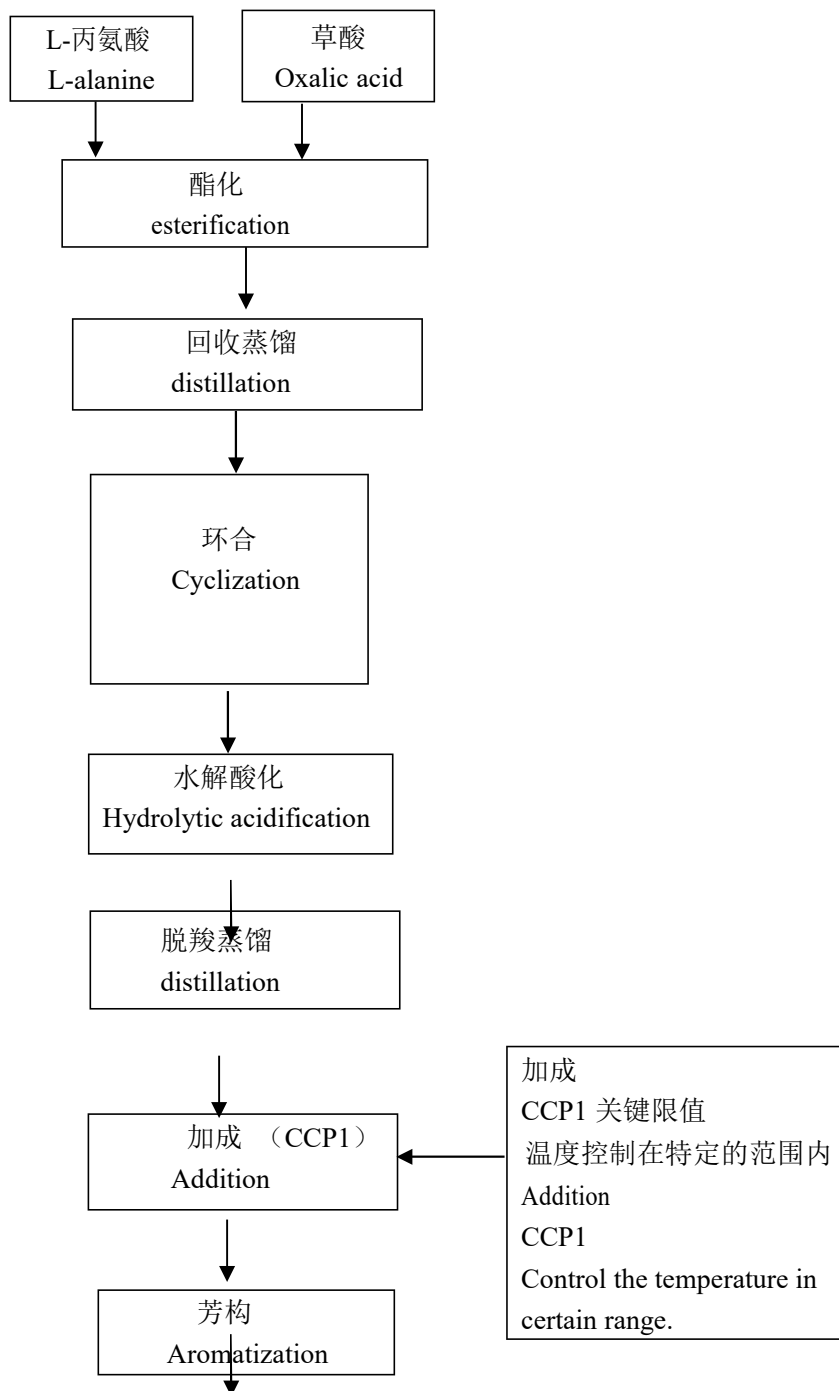 L-丙氨酸
L-alanine
草酸
Oxalic acid
酯化
esterification
回收蒸馏
distillation
环合
Cyclization
水解酸化
Hydrolytic acidification
脱羧蒸馏
distillation
加成 （CCP1）
Addition
加成
CCP1 关键限值
温度控制在特定的范围内
Addition
CCP1
Control the temperature in
certain range.
芳构
Aromatization